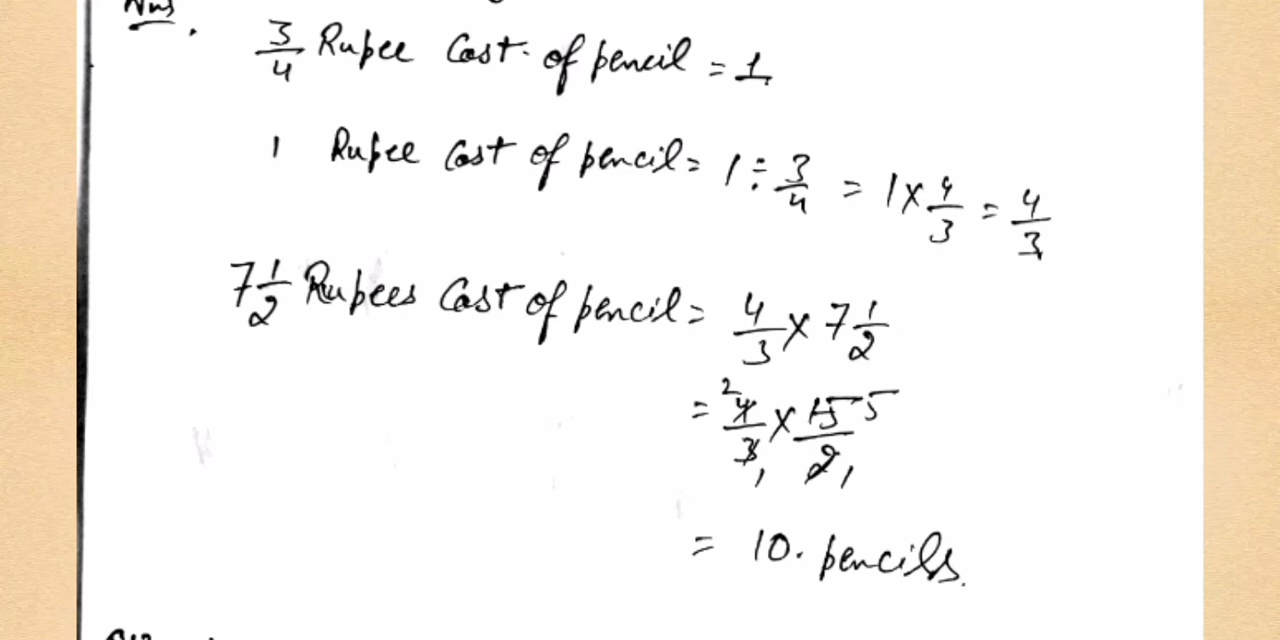 Ans.
3/4 Rupee Cost. of pencil = 1.
1 Rupee Cost of pencil = 1 ÷ 3/4 = 1 × 4/3 = 4/3
7 1/2 Rupees Cost of pencil = 4/3 × 7 1/2
= 2 4/3 1 × 15 5/2 1
= 10. pencils.